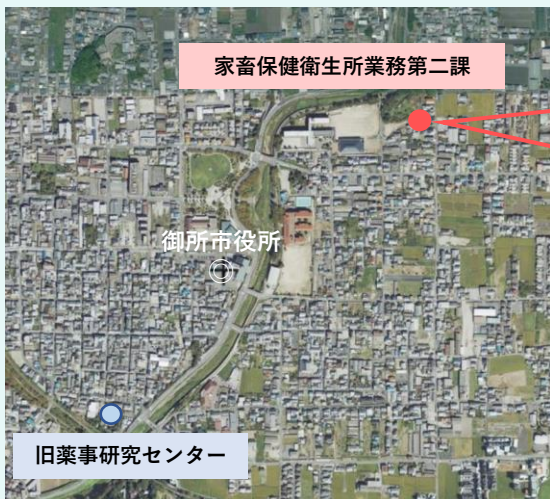 家畜保健衛生所業務第二課
御所市役所
旧薬事研究センター